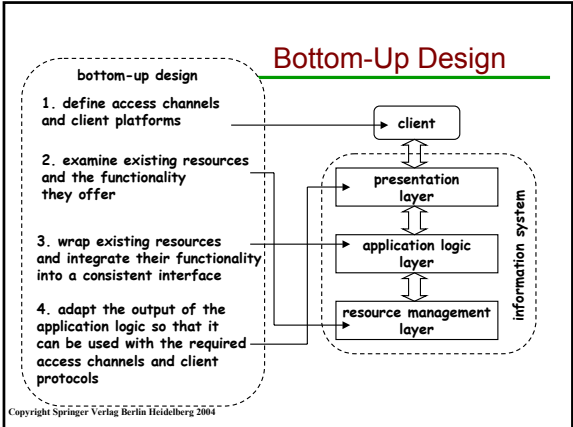 Bottom-Up Design
bottom-up design
1. define access channels
and client platforms
2. examine existing resources
and the functionality
they offer
3. wrap existing resources
and integrate their functionality
into a consistent interface
4. adapt the output of the
application logic so that it
can be used with the required
access channels and client
protocols
client
presentation
layer
application logic
layer
resource management
layer
information system
Copyright Springer Verlag Berlin Heidelberg 2004